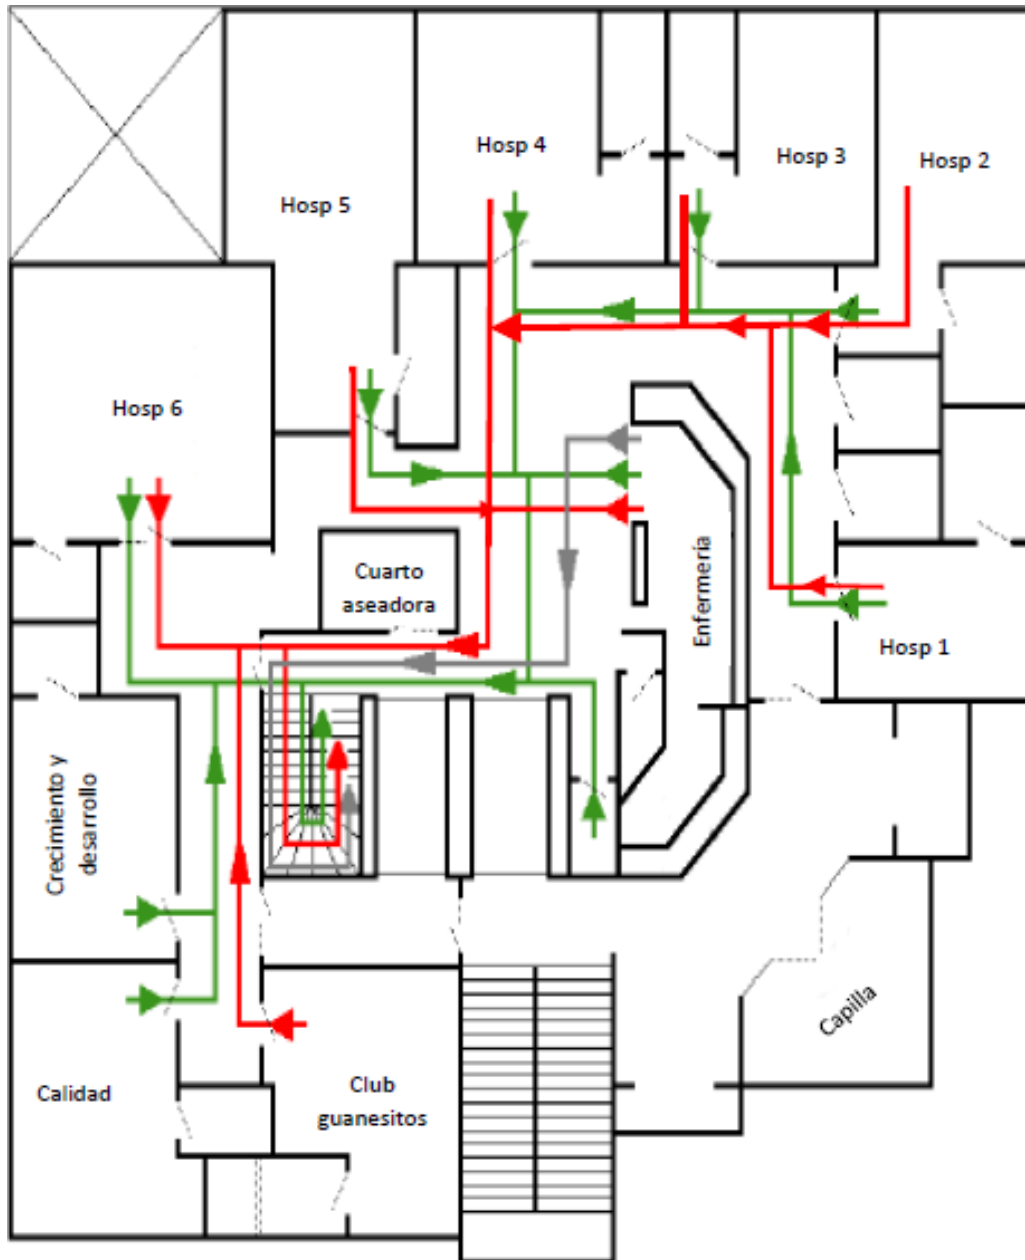 Hosp 4
Hosp 3
Hosp 2
Hosp 5
Hosp 6
Cuarto
aseadora
Enfermería
Hosp 1
Crecimiento y
desarrollo
Capilla
Calidad
Club
guanesitos